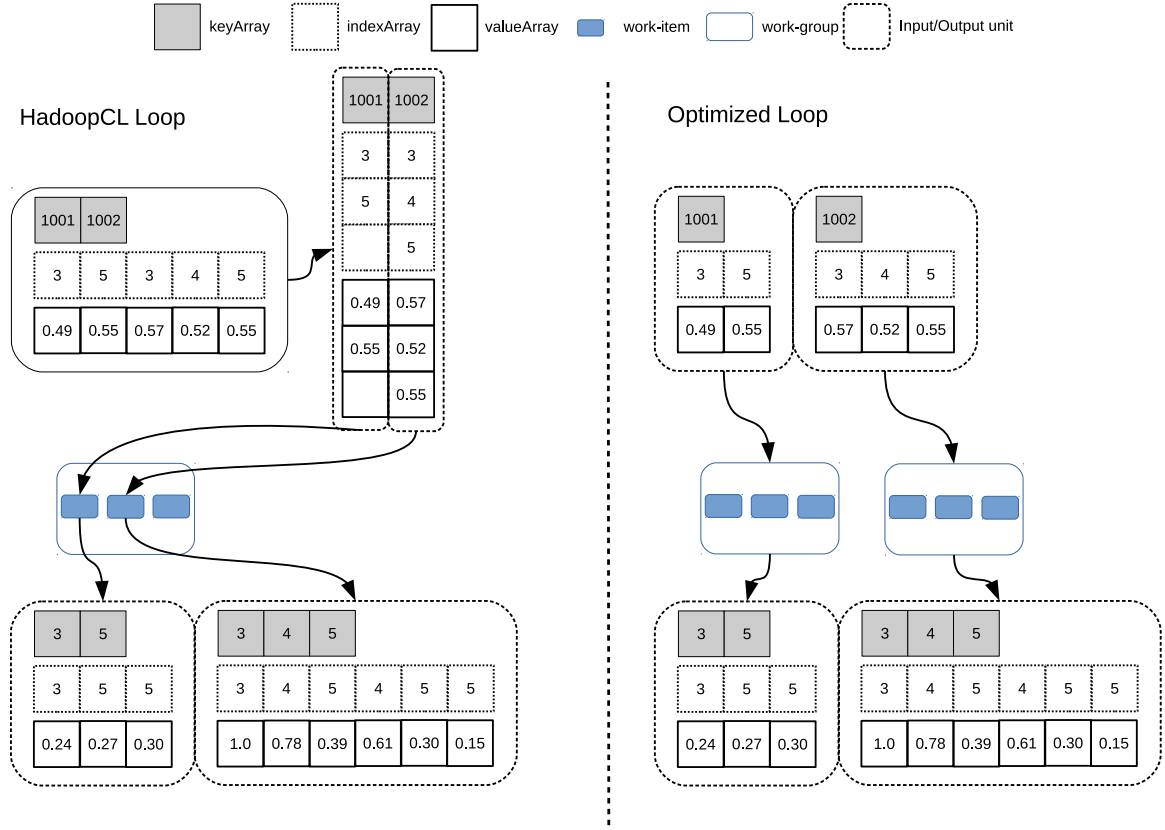 keyArray indexArray valueArray work-item work-group Input/Output unit
HadoopCL Loop
Optimized Loop
1001 1002
3 3
5 4
5
0.49 0.57
0.55 0.52
0.55
1001 1002
3 5 3 4 5
0.49 0.55 0.57 0.52 0.55
1001
3 5
0.49 0.55
1002
3 4 5
0.57 0.52 0.55
3 5
3 5 5
0.24 0.27 0.30
3 4 5
3 4 5 4 5 5
1.0 0.78 0.39 0.61 0.30 0.15
3 5
3 5 5
0.24 0.27 0.30
3 4 5
3 4 5 4 5 5
1.0 0.78 0.39 0.61 0.30 0.15